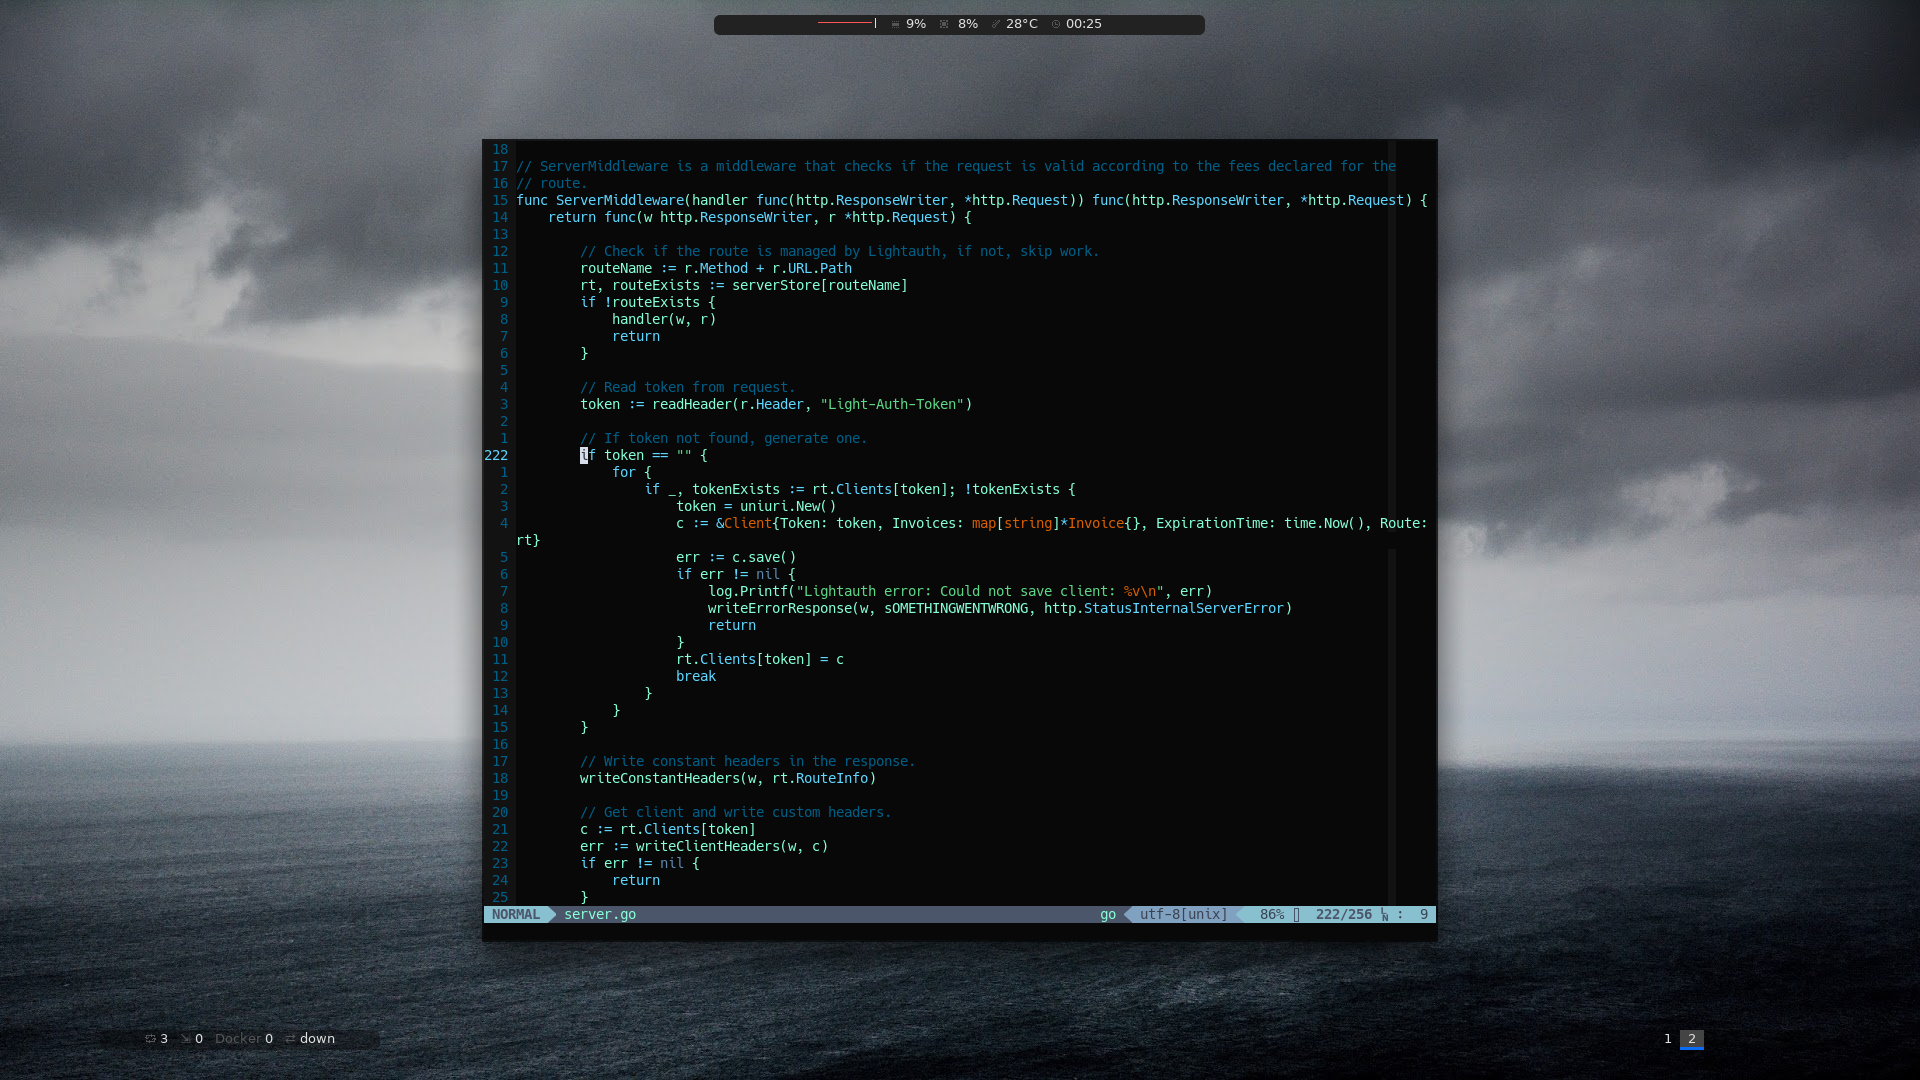 9% 8% 28°C 00:25
18
17 // ServerMiddleware is a middleware that checks if the request is valid according to the fees declared for the
16 // route.
15 func ServerMiddleware(handler func(http.ResponseWriter, *http.Request)) func(http.ResponseWriter, *http.Request) {
14     return func(w http.ResponseWriter, r *http.Request) {
13
12         // Check if the route is managed by Lightauth, if not, skip work.
11         routeName := r.Method + r.URL.Path
10         rt, routeExists := serverStore[routeName]
9         if !routeExists {
8             handler(w, r)
7             return
6         }
5
4         // Read token from request.
3         token := readHeader(r.Header, "Light-Auth-Token")
2
1         // If token not found, generate one.
222         if token == "" {
1             for {
2                 if _, tokenExists := rt.Clients[token]; !tokenExists {
3                     token = uniuri.New()
4                     c := &Client{Token: token, Invoices: map[string]*Invoice{}, ExpirationTime: time.Now(), Route:
rt}
5                     err := c.save()
6                     if err != nil {
7                         log.Printf("Lightauth error: Could not save client: %v\n", err)
8                         writeErrorResponse(w, sOMETHINGWENTWRONG, http.StatusInternalServerError)
9                         return
10                     }
11                     rt.Clients[token] = c
12                     break
13                 }
14             }
15         }
16
17         // Write constant headers in the response.
18         writeConstantHeaders(w, rt.RouteInfo)
19
20         // Get client and write custom headers.
21         c := rt.Clients[token]
22         err := writeClientHeaders(w, c)
23         if err != nil {
24             return
25         }
NORMAL server.go go utf-8[unix] 86% 222/256 : 9
3 0 Docker 0 down 1 2